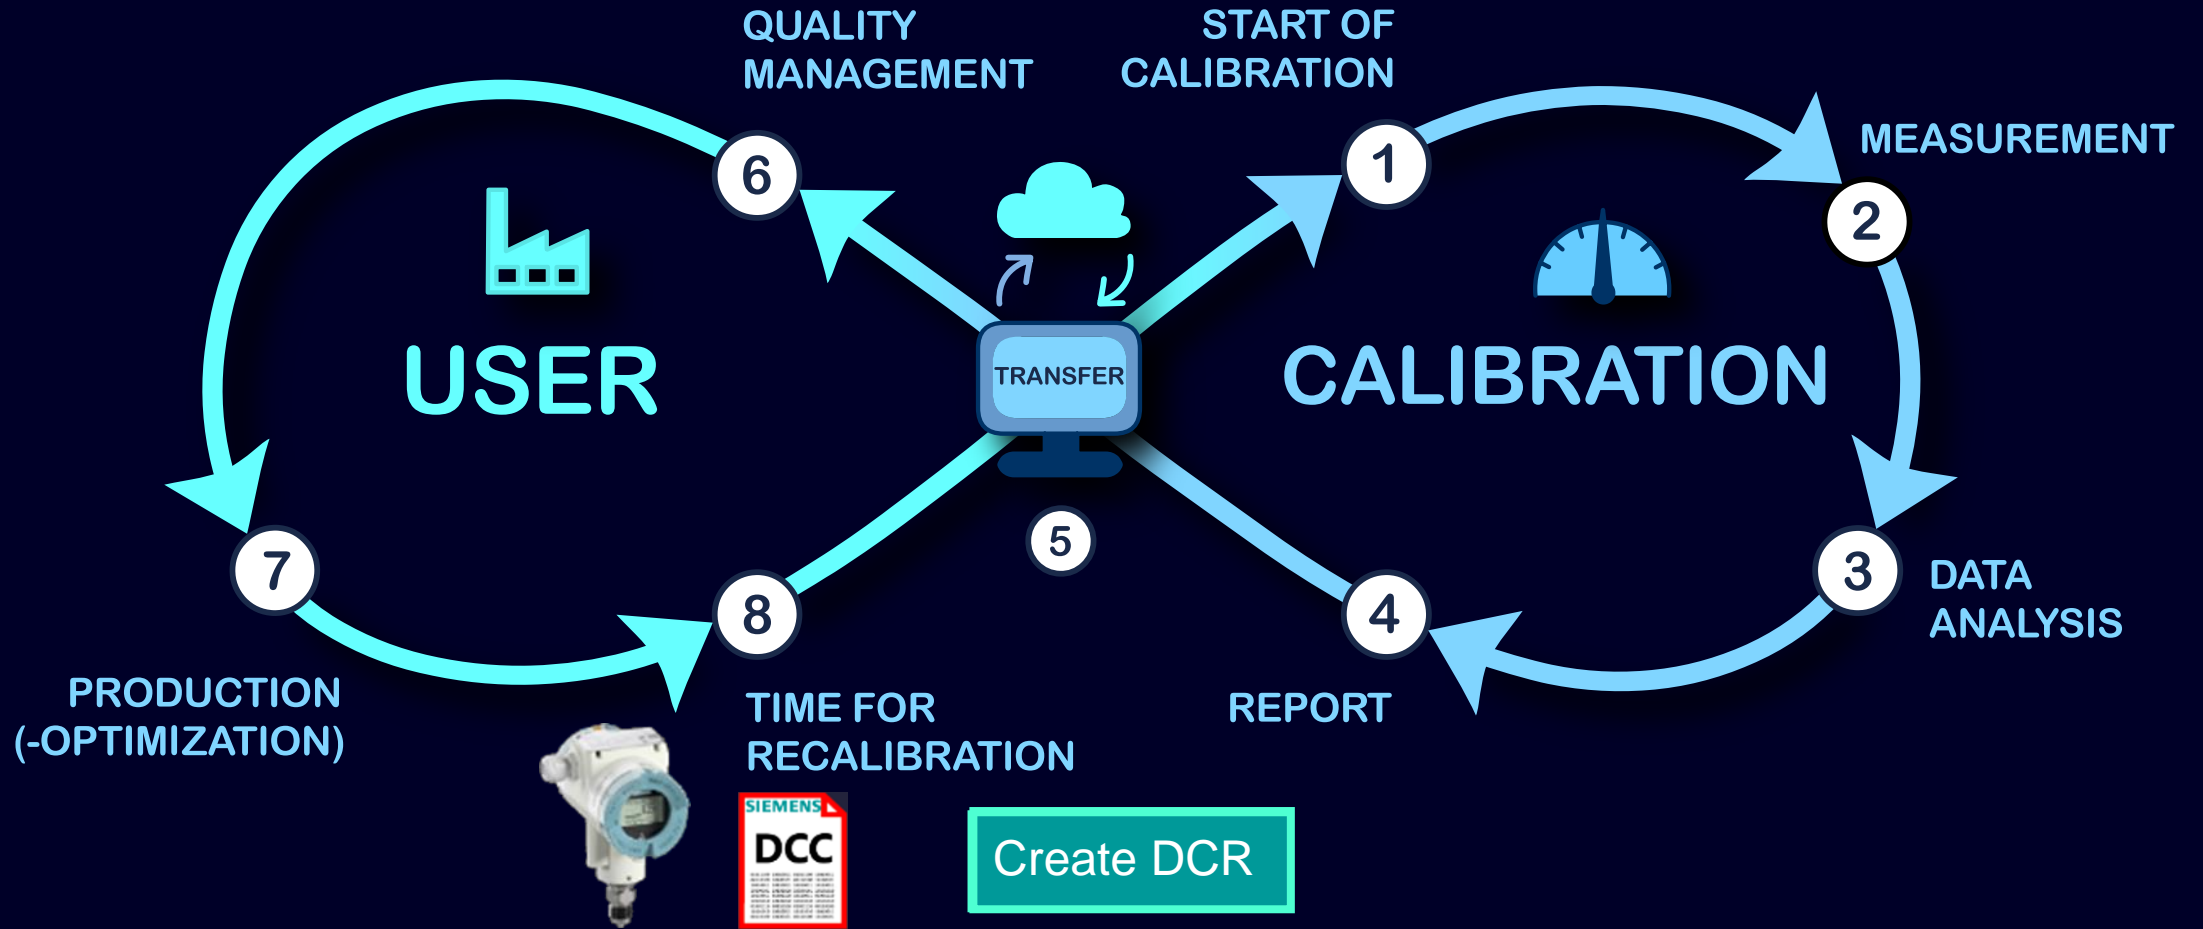 QUALITY
MANAGEMENT
START OF
CALIBRATION
6
1
MEASUREMENT
2
USER
TRANSFER
CALIBRATION
5
7
3
DATA
ANALYSIS
8
4
PRODUCTION
(-OPTIMIZATION)
TIME FOR
RECALIBRATION
REPORT
SIEMENS
DCC
Create DCR